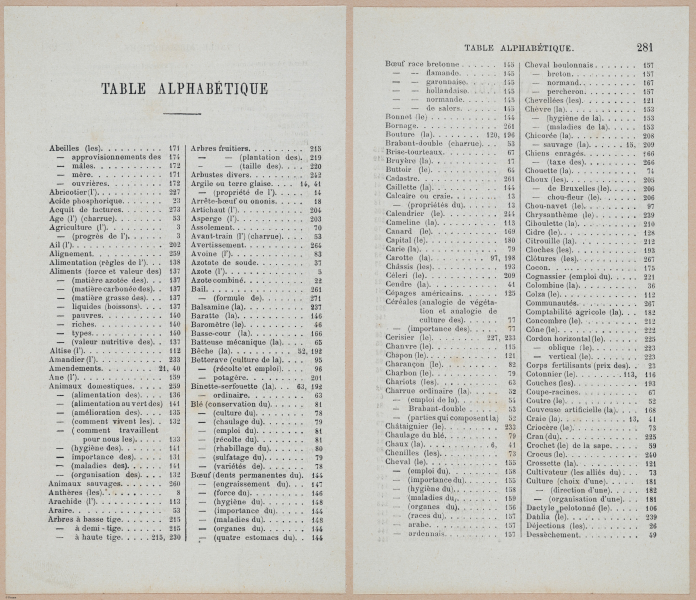 TABLE ALPHABÉTIQUE
Abeilles (les). 171
— approvisionnements des 174
— mâles. 172
— mère. 171
— ouvrières. 172
Abricotier (l'). 227
Acide phosphorique. 23
Acquit de factures. 273
Age (l') (charrue). 53
Agriculture (l'). 3
— (progrès de l'). 3
Ail (l'). 202
Alignement. 259
Alimentation (règles de l'). 138
Aliments (force et valeur des) 137
— (matière azotée des). 137
— (matière carbonée des). 137
— (matière grasse des). 137
— liquides (boissons). 137
— pauvres. 140
— riches. 140
— types. 140
— (valeur nutritive des). 137
Altise (l'). 112
Amandier (l'). 233
Amendements. 21, 40
Ane (l'). 159
Animaux domestiques. 259
— (alimentation des). 136
— (alimentation au vert des) 141
— (amélioration des). 135
— (comment vivent les). 132
— (comment travaillent
pour nous les). 133
— (hygiène des). 141
— (importance des). 131
— (maladies des). 141
— (organisation des). 132
Animaux sauvages. 260
Anthères (les). 8
Arachide (l'). 113
Araire. 53
Arbres à basse tige. 215
— à demi-tige. 215
— à haute tige. 215, 230
Arbres fruitiers. 215
— — (plantation des). 219
— — (taille des). 220
Arbustes divers. 242
Argile ou terre glaise. 14, 41
— (propriété de l'). 14
Arrête-bœuf ou ononis. 18
Artichaut (l'). 204
Asperge (l'). 203
Assolement. 70
Avant-train (l') (charrue). 53
Avertissement. 265
Avoine (l'). 83
Azotate de soude. 37
Azote (l'). 5
Azote combiné. 22
Bail. 261
— (formule de). 271
Balsamine (la). 237
Baratte (la). 146
Baromètre (le). 46
Basse-cour (la). 166
Batteuse mécanique (la). 65
Bêche (la). 52, 192
Betterave (culture de la). 95
— (récolte et emploi). 96
— potagère. 201
Binette-serfouette (la). 63, 192
— ordinaire. 63
Blé (conservation du). 81
— (culture du). 78
— (chaulage du). 79
— (emploi du). 81
— (récolte du). 81
— (rhabillage du). 80
— (sulfatage du). 79
— (variétés de). 78
Bœuf (dents permanentes du). 144
— (engraissement du). 147
— (force du). 146
— (hygiène du). 148
— (importance du). 144
— (maladies du). 148
— (organes du). 144
— (quatre estomacs du). 144
TABLE ALPHABÉTIQUE. 281
Bœuf race bretonne. 145
— — flamande. 145
— — garonnaise. 145
— — hollandaise. 145
— — normande. 145
— — de salers. 145
Bonnet (le). 144
Bornage. 261
Bouture (la). 120, 196
Brabant-double (charrue). 53
Brise-tourteaux. 67
Bruyère (la). 17
Buttoir (le). 64
Cadastre. 261
Caillette (la). 144
Calcaire ou craie. 13
— (propriétés du). 13
Calendrier (le). 244
Cameline (la). 113
Canard (le). 169
Capital (le). 180
Carie (la). 79
Carotte (la). 97, 198
Châssis (les). 193
Céleri (le). 209
Cendre (la). 41
Cépages américains. 125
Céréales (analogie de végéta-
tion et analogie de
culture des). 77
— (importance des). 77
Cerisier (le). 227, 233
Chanvre (le). 115
Chapon (le). 121
Charançon (le). 82
Charbon (le). 79
Chariots (les). 63
Charrue ordinaire (la). 52
— (emploi de la). 54
— Brabant-double. 53
— (parties qui composent la) 52
Châtaignier (le). 233
Chaulage du blé. 79
Chaux (la). 6, 41
Chenilles (les). 73
Cheval (le). 155
— (emploi du). 158
— (importance du). 155
— (hygiène du). 158
— (maladies du). 159
— (organes du). 156
— (races du). 157
— arabe. 157
— ardennais. 157
Cheval boulonnais. 157
— breton. 157
— normand. 167
— percheron. 157
Chevellées (les). 121
Chèvre (la). 153
— (hygiène de la). 153
— (maladies de la). 153
Chicorée (la). 208
— sauvage (la). 15, 209
Chiens enragés. 266
— (taxe des). 266
Chouette (la). 74
Choux (les). 205
— de Bruxelles (le). 206
— chou-fleur (le). 206
Chou-navet (le). 97
Chrysanthème (le). 239
Ciboulette (la). 210
Cidre (le). 128
Citrouille (la). 212
Cloches (les). 193
Clôtures (les). 267
Cocon. 175
Cognassier (emploi du). 221
Colombine (la). 36
Colza (le). 112
Communautés. 267
Comptabilité agricole (la). 182
Concombre (le). 212
Cône (le). 222
Cordon horizontal (le). 225
— oblique (le). 223
— vertical (le). 223
Corps fertilisants (prix des). 23
Cotonnier (le). 113, 116
Couches (les). 193
Coupe-racines. 67
Coutre (le). 52
Couveuse artificielle (la). 168
Craie (la). 13, 41
Criocère (le). 73
Cran (du). 225
Crochet (le) de la sape. 59
Crocus (le). 240
Crossette (la). 121
Cultivateur (les alliés du). 73
Culture (choix d'une). 181
— (direction d'une). 182
— (organisation d'une). 181
Dactyle pelotonné (le). 106
Dahlia (le). 239
Déjections (les). 26
Dessèchement. 59